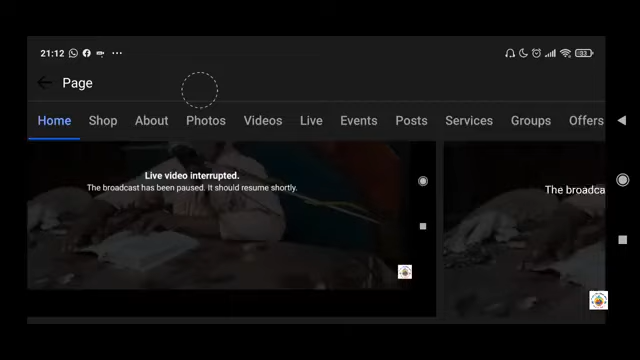 21:12
Page
Home Shop About Photos Videos Live Events Posts Services Groups Offers
Live video interrupted.
The broadcast has been paused. It should resume shortly.
The broadca